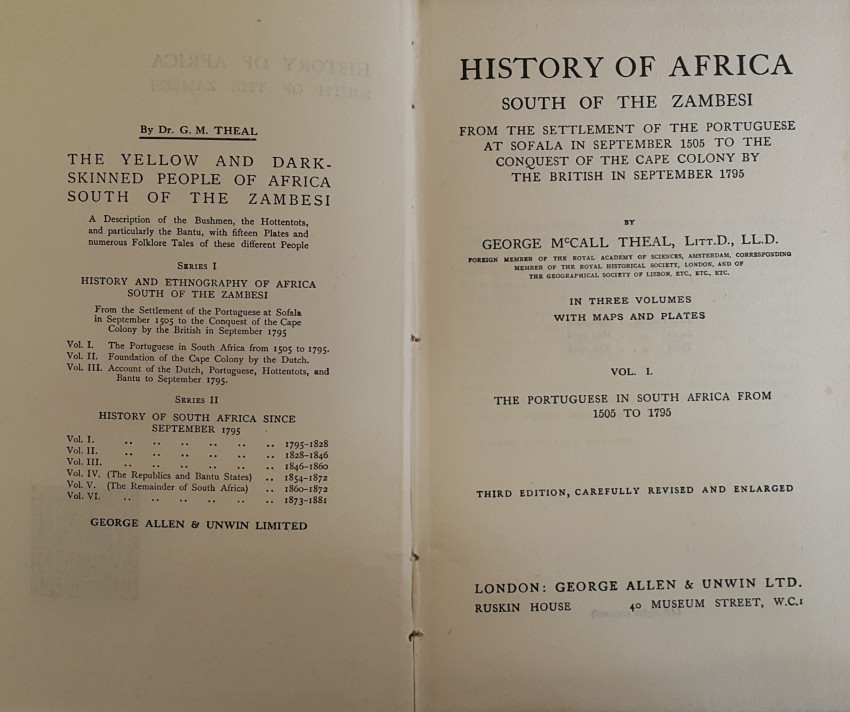 By Dr. G. M. THEAL
THE YELLOW AND DARK-
SKINNED PEOPLE OF AFRICA
SOUTH OF THE ZAMBESI
A Description of the Bushmen, the Hottentots,
and particularly the Bantu, with fifteen Plates and
numerous Folklore Tales of these different People
SERIES I
HISTORY AND ETHNOGRAPHY OF AFRICA
SOUTH OF THE ZAMBESI
From the Settlement of the Portuguese at Sofala
in September 1505 to the Conquest of the Cape
Colony by the British in September 1795
Vol. I. The Portuguese in South Africa from 1505 to 1795.
Vol. II. Foundation of the Cape Colony by the Dutch.
Vol. III. Account of the Dutch, Portuguese, Hottentots, and
Bantu to September 1795.
SERIES II
HISTORY OF SOUTH AFRICA SINCE
SEPTEMBER 1795
Vol. I. .. .. .. .. .. .. 1795-1828
Vol. II. .. .. .. .. .. .. 1828-1846
Vol. III. .. .. .. .. .. .. 1846-1860
Vol. IV. (The Republics and Bantu States) .. 1854-1872
Vol. V. (The Remainder of South Africa) .. 1860-1872
Vol. VI. .. .. .. .. .. .. 1873-1881
GEORGE ALLEN & UNWIN LIMITED
HISTORY OF AFRICA
SOUTH OF THE ZAMBESI
FROM THE SETTLEMENT OF THE PORTUGUESE
AT SOFALA IN SEPTEMBER 1505 TO THE
CONQUEST OF THE CAPE COLONY BY
THE BRITISH IN SEPTEMBER 1795
BY
GEORGE McCALL THEAL, LITT.D., LL.D.
FOREIGN MEMBER OF THE ROYAL ACADEMY OF SCIENCES, AMSTERDAM, CORRESPONDING
MEMBER OF THE ROYAL HISTORICAL SOCIETY, LONDON, AND OF
THE GEOGRAPHICAL SOCIETY OF LISBON, ETC., ETC., ETC.
IN THREE VOLUMES
WITH MAPS AND PLATES
VOL. I.
THE PORTUGUESE IN SOUTH AFRICA FROM
1505 TO 1795
THIRD EDITION, CAREFULLY REVISED AND ENLARGED
LONDON: GEORGE ALLEN & UNWIN LTD.
RUSKIN HOUSE 40 MUSEUM STREET, W.C.1